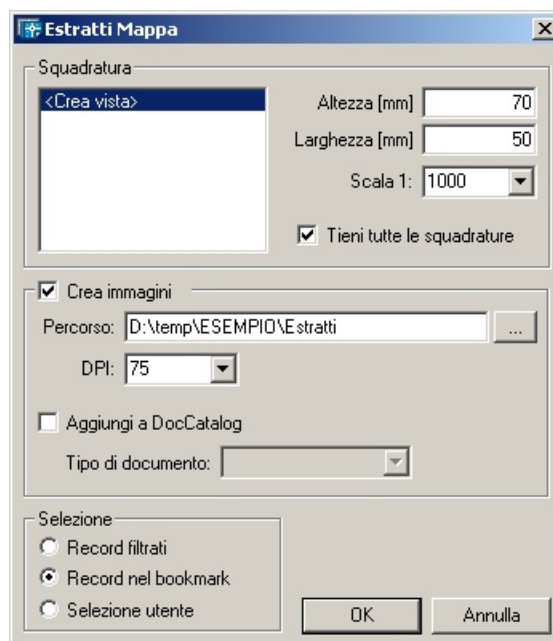 Estratti Mappa
Squadratura
<Crea vista>
Altezza [mm] 70
Larghezza [mm] 50
Scala 1: 1000
Tieni tutte le squadrature
Crea immagini
Percorso: D:\temp\ESEMPIO\Estratti ...
DPI: 75
Aggiungi a DocCatalog
Tipo di documento:
Selezione
Record filtrati
Record nel bookmark
Selezione utente
OK Annulla